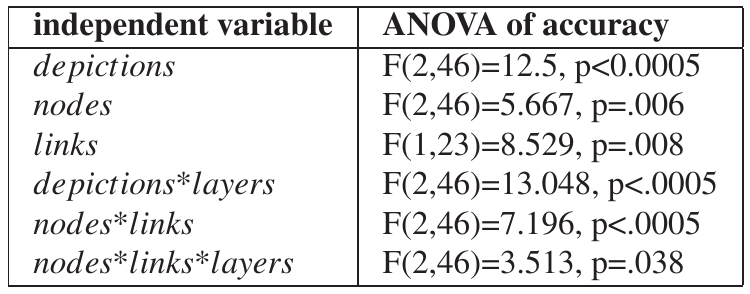 independent variable ANOVA of accuracy
depictions F(2,46)=12.5, p<0.0005
nodes F(2,46)=5.667, p=.006
links F(1,23)=8.529, p=.008
depictions*layers F(2,46)=13.048, p<.0005
nodes*links F(2,46)=7.196, p<.0005
nodes*links*layers F(2,46)=3.513, p=.038